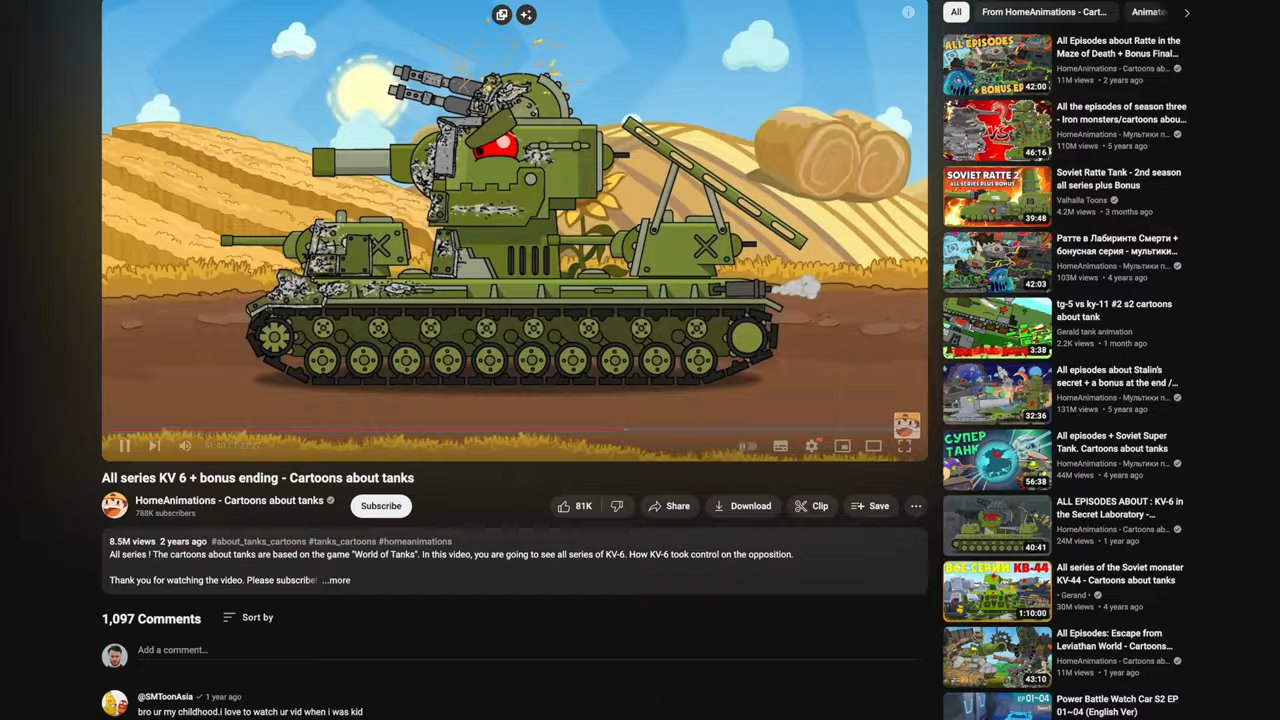 All series KV 6 + bonus ending - Cartoons about tanks
HomeAnimations - Cartoons about tanks
788K subscribers
Subscribe
81K
Share
Download
Clip
Save
8.5M views 2 years ago #about_tanks_cartoons #tanks_cartoons #homeanimations
All series ! The cartoons about tanks are based on the game "World of Tanks". In this video, you are going to see all series of KV-6. How KV-6 took control on the opposition.
Thank you for watching the video. Please subscribe! ...more
1,097 Comments
Sort by
Add a comment...
@SMToonAsia 1 year ago
bro ur my childhood.i love to watch ur vid when i was kid
All
From HomeAnimations - Cart...
Animate
ALL EPISODES
+ BONUS EP
42:00
All Episodes about Ratte in the
Maze of Death + Bonus Final...
HomeAnimations - Cartoons ab...
11M views • 2 years ago
VS
46:16
All the episodes of season three
- Iron monsters/cartoons abou...
HomeAnimations - Мультики п...
110M views • 5 years ago
SOVIET RATTE 2
ALL SERIES PLUS BONUS
39:48
Soviet Ratte Tank - 2nd season
all series plus Bonus
Valhalla Toons
4.2M views • 3 months ago
42:03
Ратте в Лабиринте Смерти +
бонусная серия - мультики...
HomeAnimations - Мультики п...
103M views • 4 years ago
3:38
tg-5 vs ky-11 #2 s2 cartoons
about tank
Gerald tank animation
2.2K views • 1 month ago
32:36
All episodes about Stalin's
secret + a bonus at the end /...
HomeAnimations - Мультики п...
131M views • 5 years ago
СУПЕР
ТАНК
56:38
All episodes + Soviet Super
Tank. Cartoons about tanks
HomeAnimations - Мультики п...
44M views • 5 years ago
40:41
ALL EPISODES ABOUT : KV-6 in
the Secret Laboratory -...
HomeAnimations - Cartoons ab...
24M views • 1 year ago
ВСЕ СЕРИИ КВ-44
1:10:00
All series of the Soviet monster
KV-44 - Cartoons about tanks
• Gerand •
30M views • 4 years ago
43:10
All Episodes: Escape from
Leviathan World - Cartoons...
HomeAnimations - Cartoons ab...
11M views • 1 year ago
EP 01~04
Power Battle Watch Car S2 EP
01~04 (English Ver)